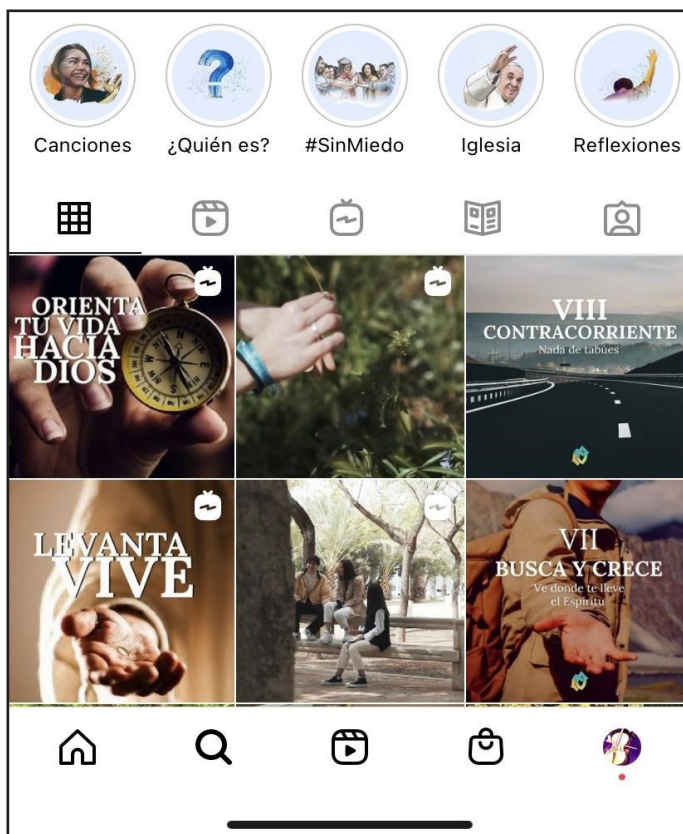 Canciones
¿Quién es?
#SinMiedo
Iglesia
Reflexiones
ORIENTA
TU VIDA
HACIA
DIOS
VIII
CONTRACORRIENTE
Nada de tabúes
LEVANTA
VIVE
VII
BUSCA Y CRECE
Ve donde te lleve
el Espíritu